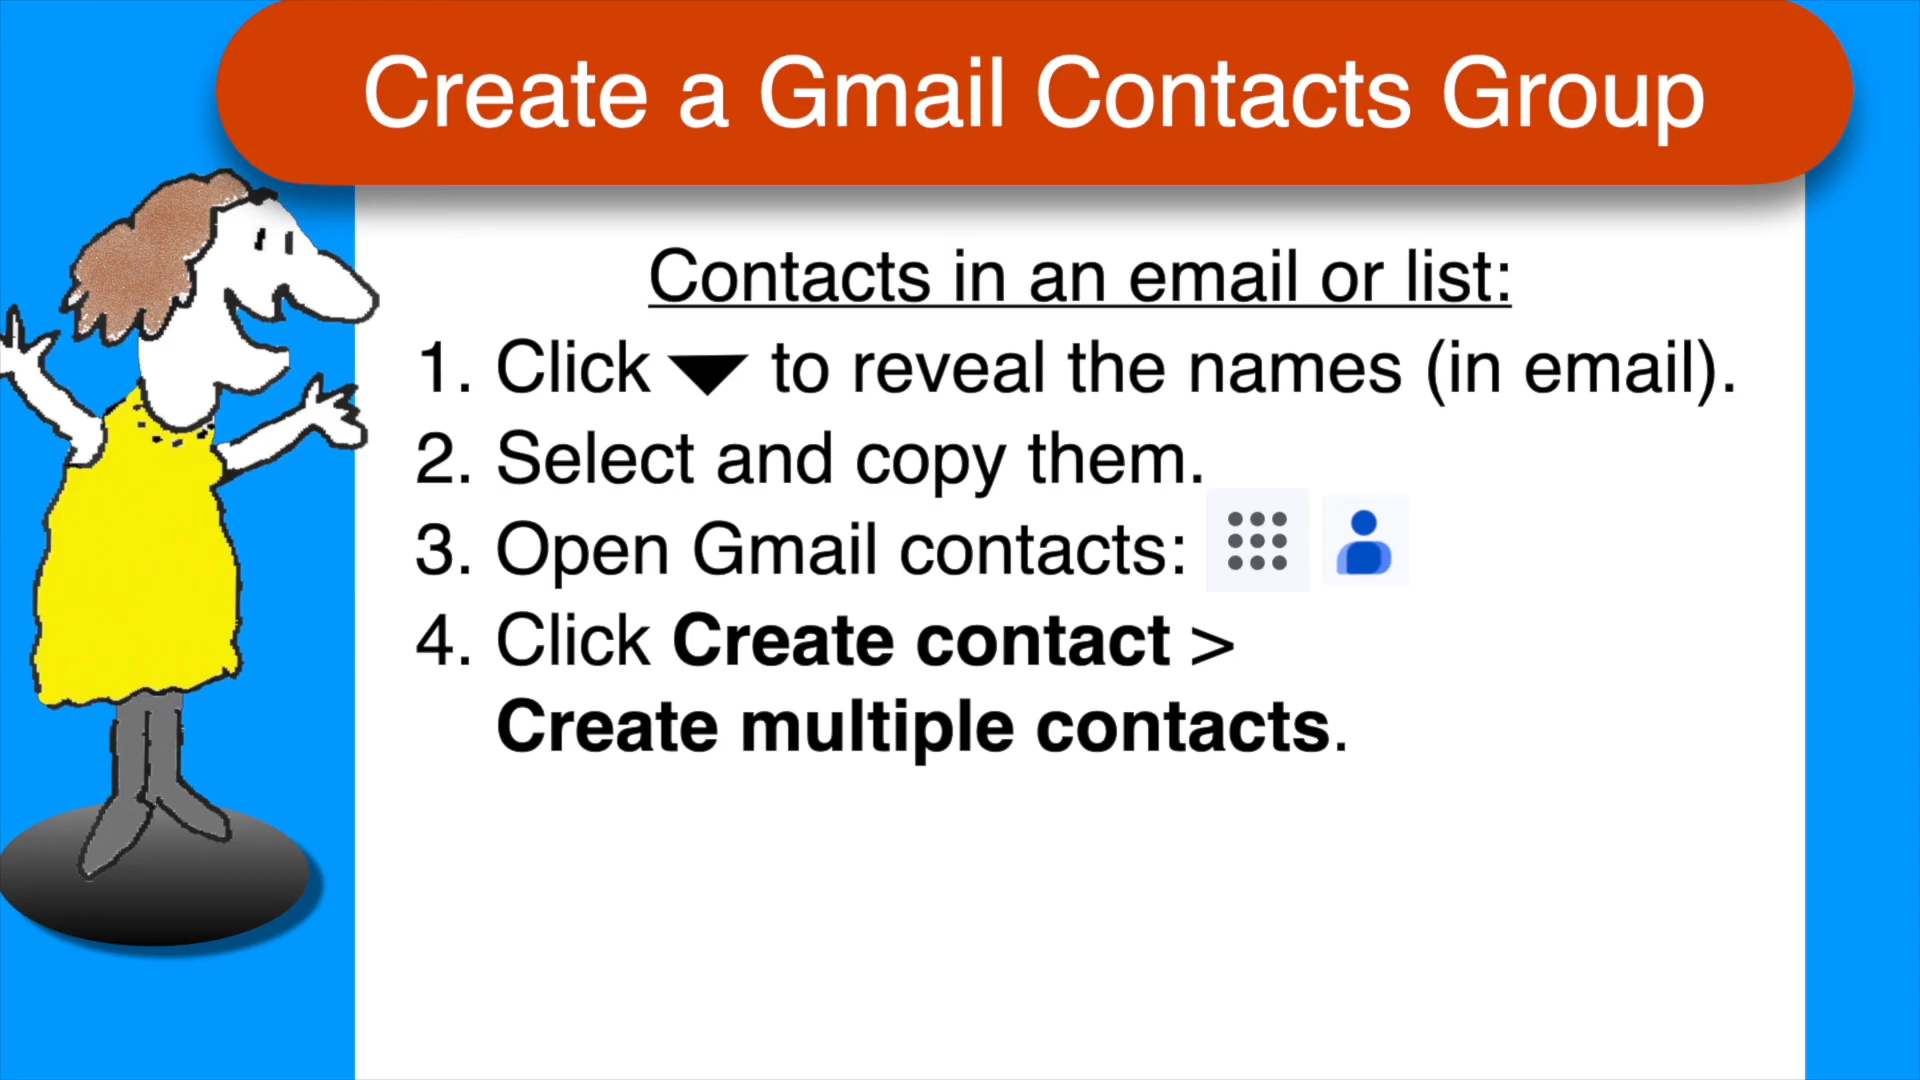 Create a Gmail Contacts Group
Contacts in an email or list:
1. Click to reveal the names (in email).
2. Select and copy them.
3. Open Gmail contacts:
4. Click Create contact >
Create multiple contacts.